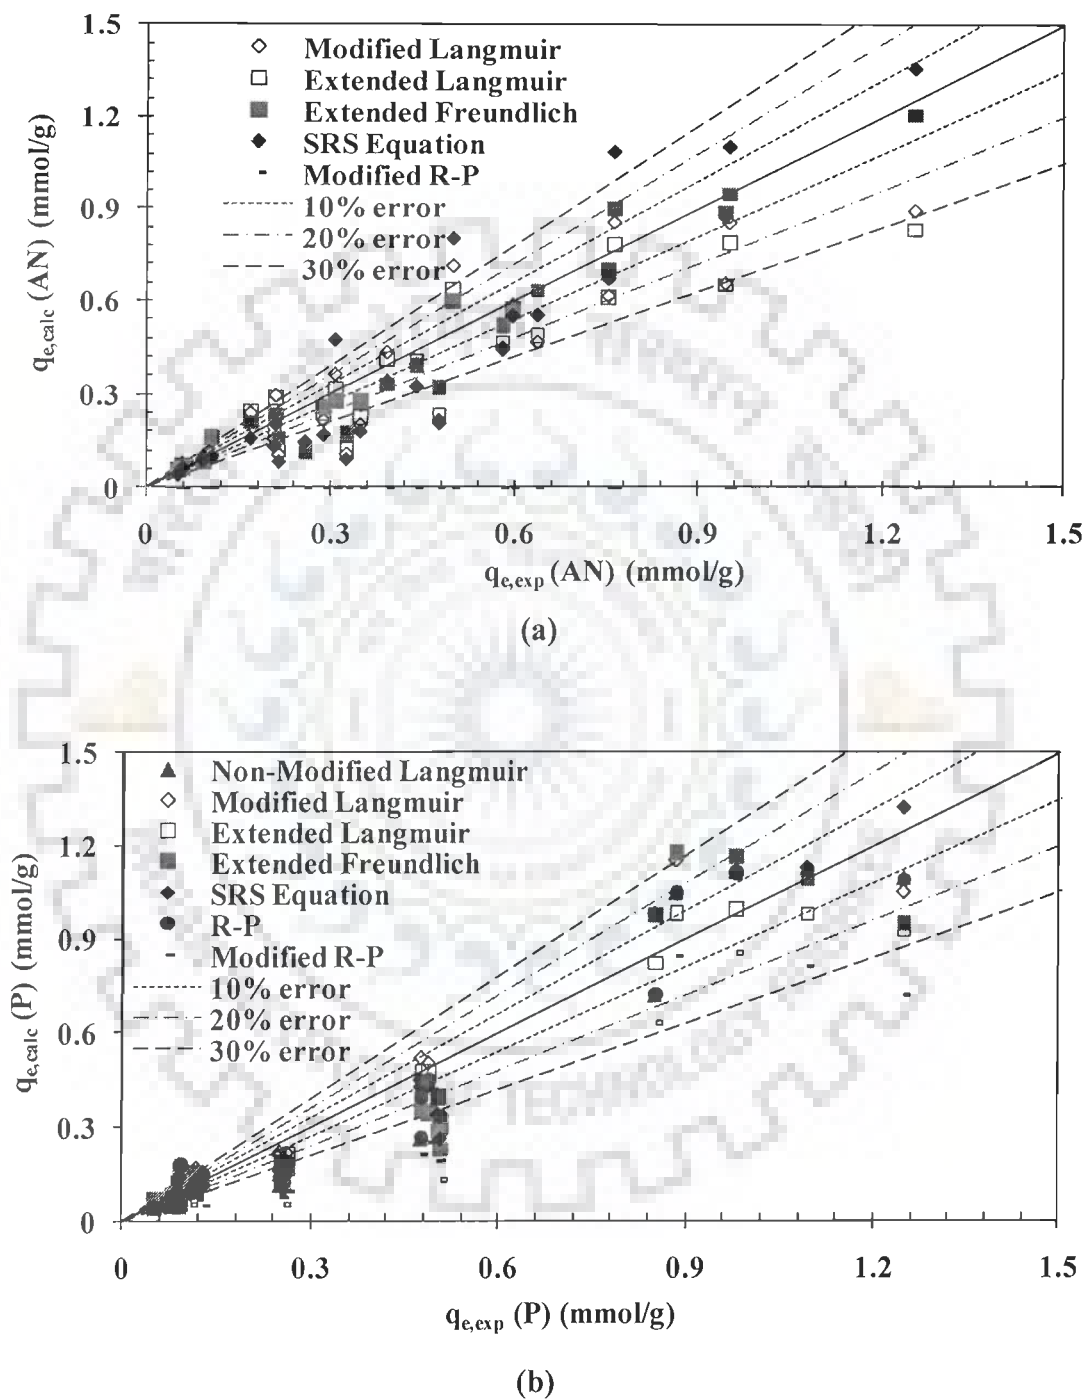 1.5
1.2
0.9
0.6
0.3
0
q e,calc (AN) (mmol/g)
Modified Langmuir
Extended Langmuir
Extended Freundlich
SRS Equation
Modified R-P
10% error
20% error
30% error
0 0.3 0.6 0.9 1.2 1.5
q e,exp (AN) (mmol/g)
(a)
1.5
1.2
0.9
0.6
0.3
0
q e,calc (P) (mmol/g)
Non-Modified Langmuir
Modified Langmuir
Extended Langmuir
Extended Freundlich
SRS Equation
R-P
Modified R-P
10% error
20% error
30% error
0 0.3 0.6 0.9 1.2 1.5
q e,exp (P) (mmol/g)
(b)